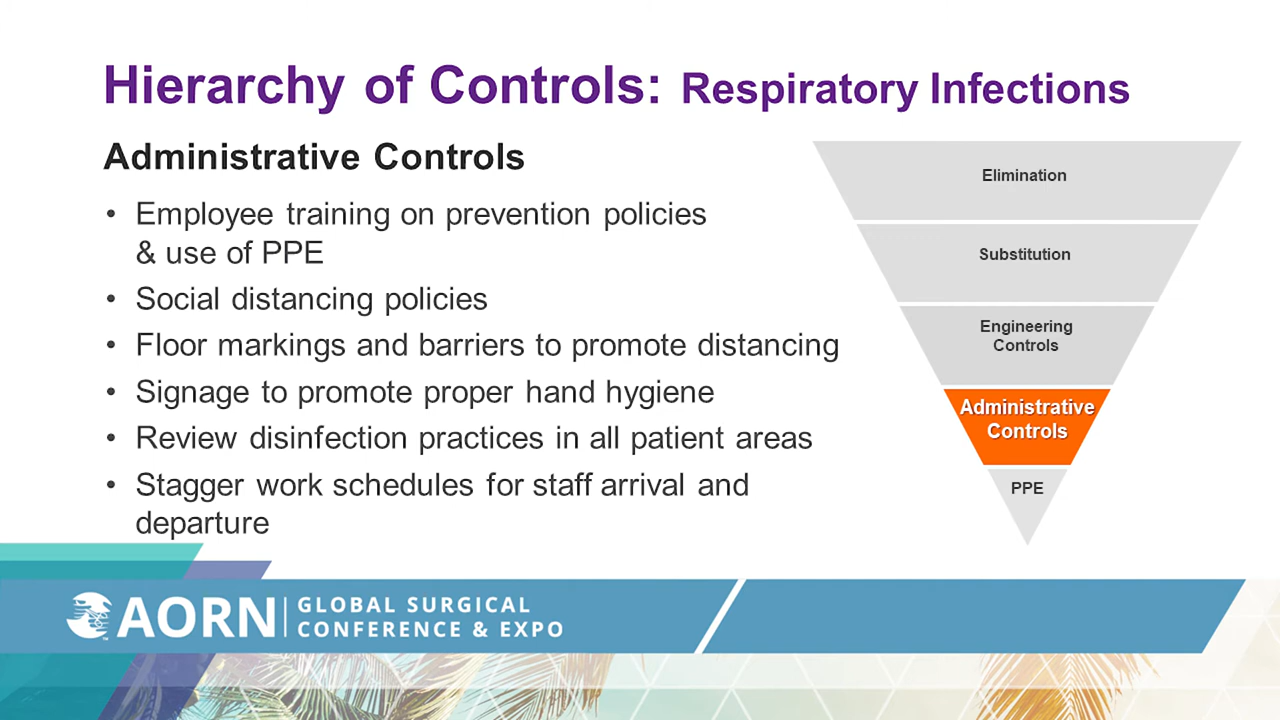 Hierarchy of Controls: Respiratory Infections
Administrative Controls
• Employee training on prevention policies
& use of PPE
• Social distancing policies
• Floor markings and barriers to promote distancing
• Signage to promote proper hand hygiene
• Review disinfection practices in all patient areas
• Stagger work schedules for staff arrival and
departure
Elimination
Substitution
Engineering
Controls
Administrative
Controls
PPE
AORN
GLOBAL SURGICAL
CONFERENCE & EXPO